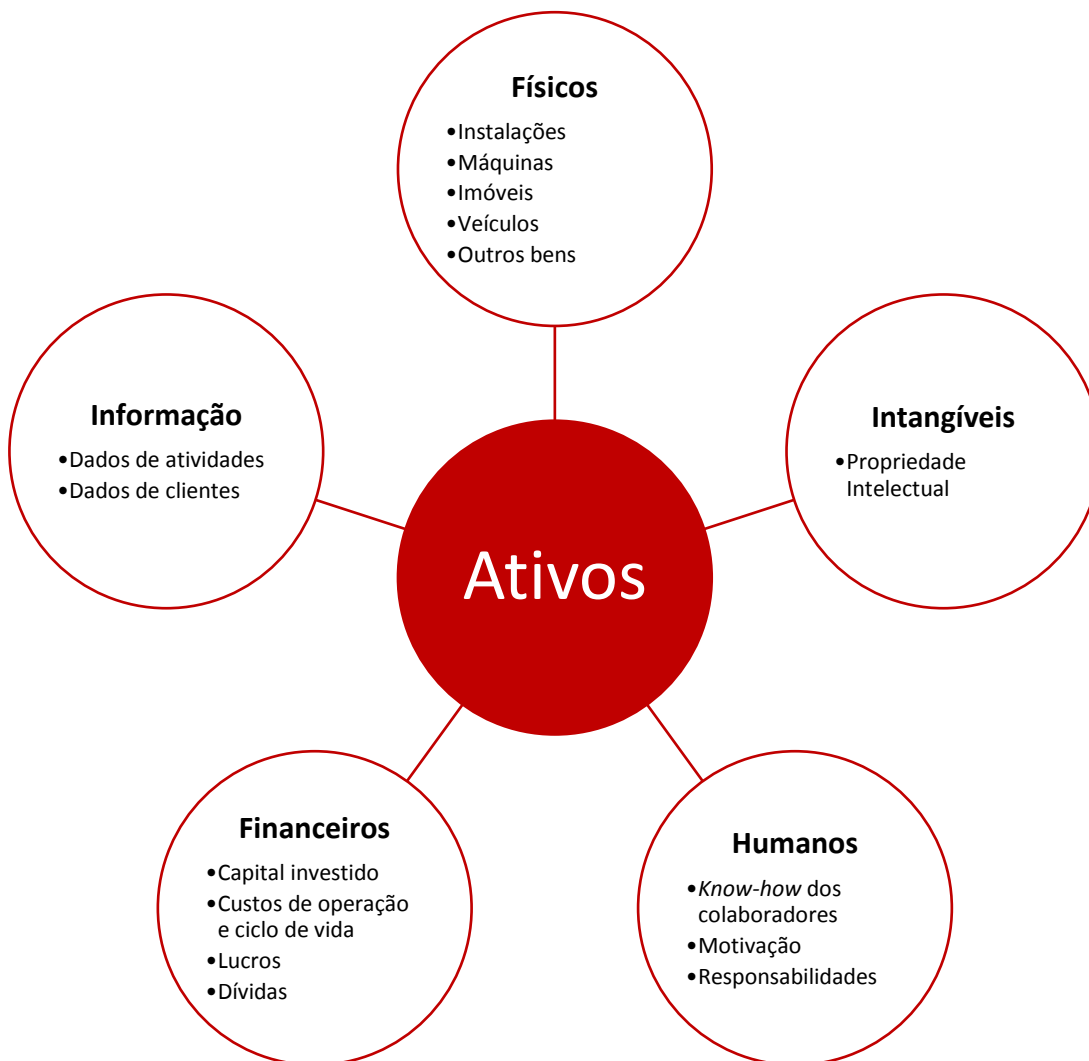 Físicos
•Instalações
•Máquinas
•Imóveis
•Veículos
•Outros bens
Informação
•Dados de atividades
•Dados de clientes
Intangíveis
•Propriedade
Intelectual
Ativos
Financeiros
•Capital investido
•Custos de operação
e ciclo de vida
•Lucros
•Dívidas
Humanos
•Know-how dos
colaboradores
•Motivação
•Responsabilidades